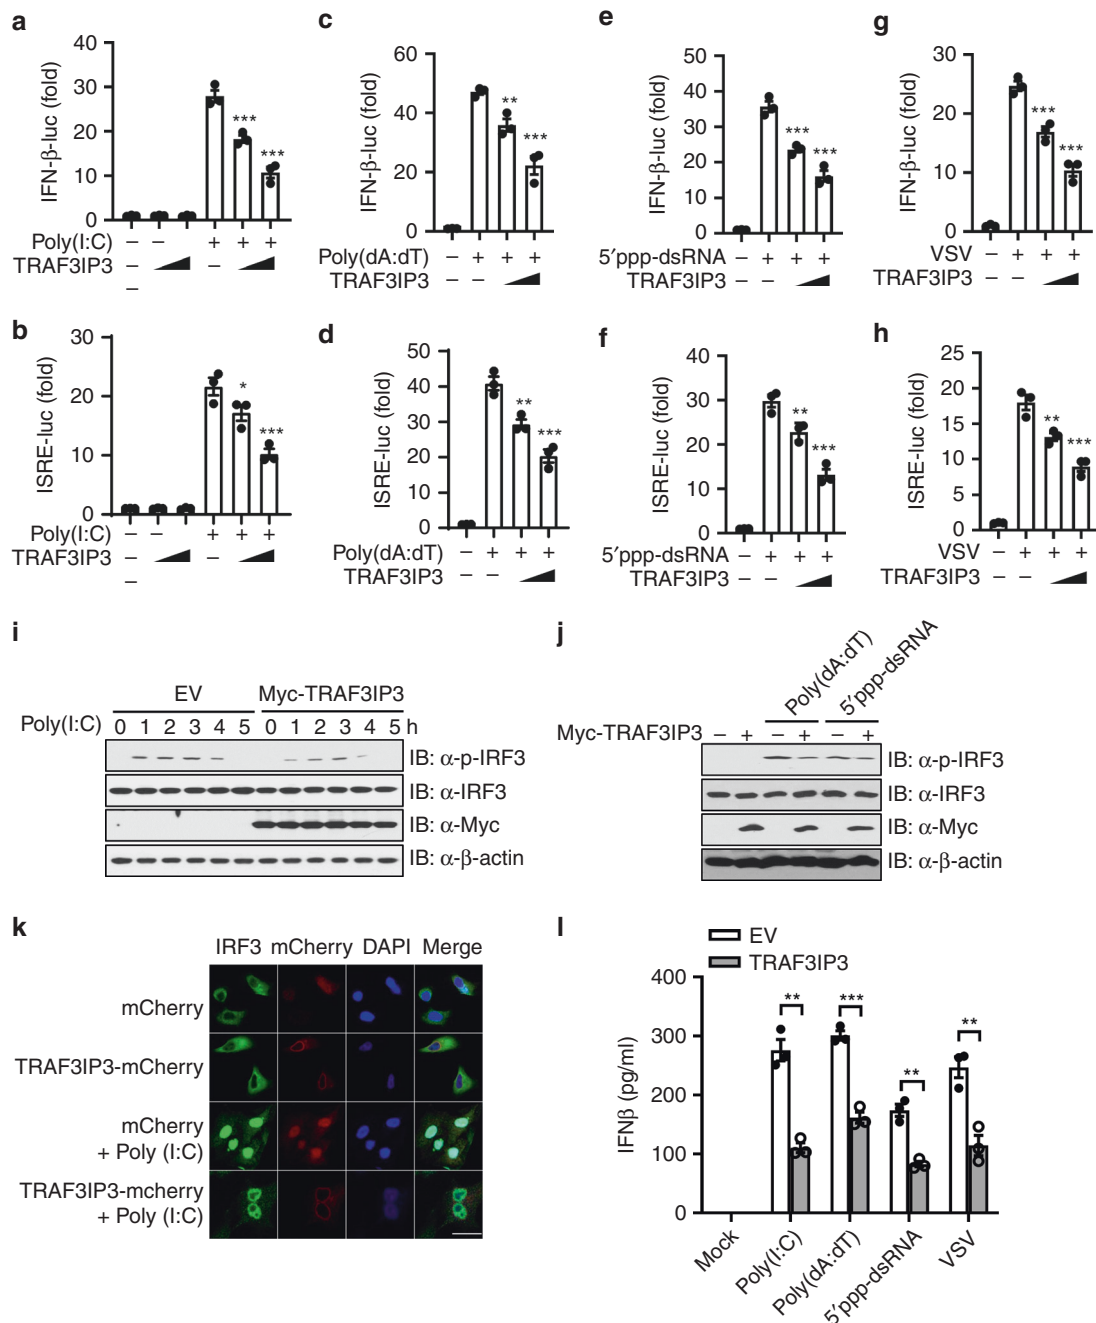 a
IFN-β-luc (fold)
40
30
20
10
0
Poly(I:C) – – + + +
TRAF3IP3
–
***
***
c
IFN-β-luc (fold)
60
40
20
0
**
***
Poly(dA:dT) – + + +
TRAF3IP3 – –
e
IFN-β-luc (fold)
50
40
30
20
10
0
***
***
5′ppp-dsRNA – + + +
TRAF3IP3 – –
g
IFN-β-luc (fold)
30
20
10
0
***
***
VSV – + + +
TRAF3IP3 – –
b
ISRE-luc (fold)
30
20
10
0
*
***
Poly(I:C) – – + + +
TRAF3IP3
–
d
ISRE-luc (fold)
50
40
30
20
10
0
**
***
Poly(dA:dT) – + + +
TRAF3IP3 – –
f
ISRE-luc (fold)
40
30
20
10
0
**
***
5′ppp-dsRNA – + + +
TRAF3IP3 – –
h
ISRE-luc (fold)
25
20
15
10
5
0
**
***
VSV – + + +
TRAF3IP3 – –
i
EV Myc-TRAF3IP3
Poly(I:C) 0 1 2 3 4 5 0 1 2 3 4 5 h
IB: α-p-IRF3
IB: α-IRF3
IB: α-Myc
IB: α-β-actin
j
Poly(dA:dT)
5′ppp-dsRNA
Myc-TRAF3IP3 – + – + – +
IB: α-p-IRF3
IB: α-IRF3
IB: α-Myc
IB: α-β-actin
k
IRF3 mCherry DAPI Merge
mCherry
TRAF3IP3-mCherry
mCherry
+ Poly (I:C)
TRAF3IP3-mcherry
+ Poly (I:C)
l
EV
TRAF3IP3
IFNβ (pg/ml)
400
300
200
100
0
**
***
**
**
Mock
Poly(I:C)
Poly(dA:dT)
5′ppp-dsRNA
VSV